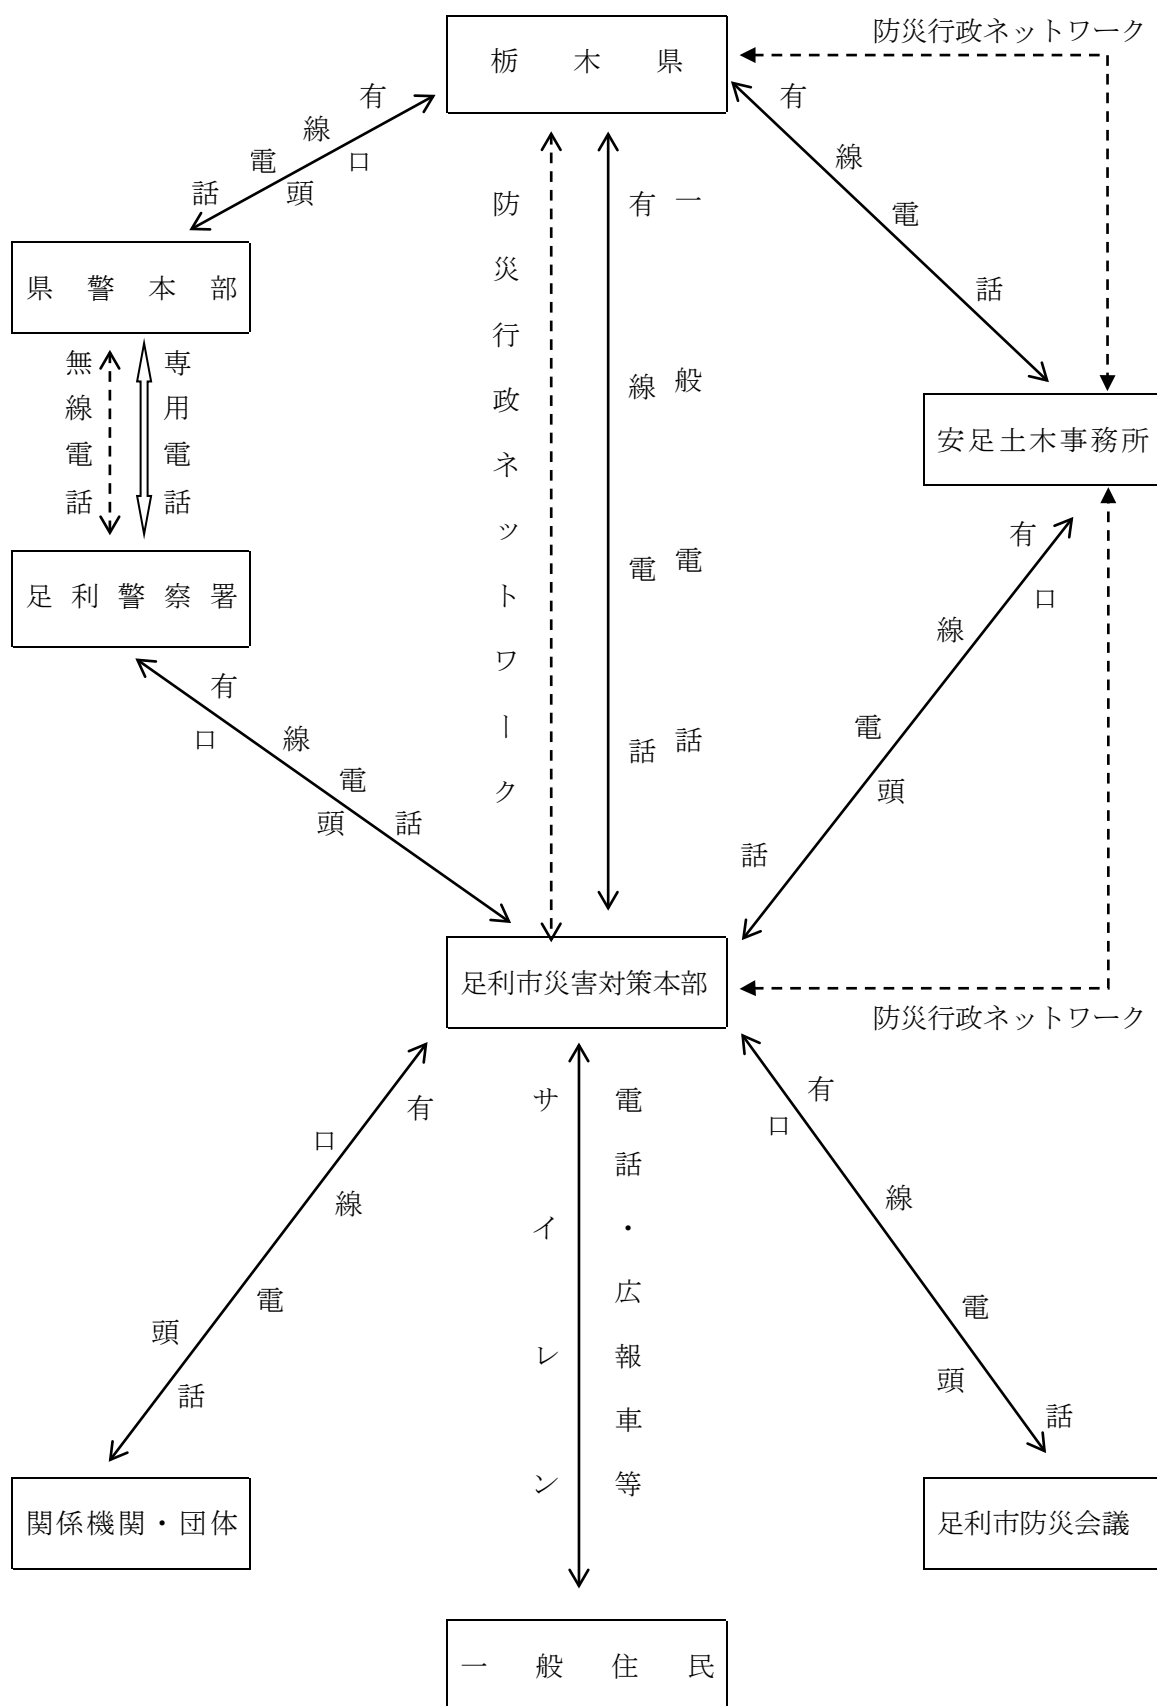 防災行政ネットワーク
栃木県
有線電話
口頭
有線電話
防災行政ネットワーク
有線電話
一般電話
県警本部
無線電話
専用電話
安足土木事務所
足利警察署
有線電話
口頭
有線電話
口頭
足利市災害対策本部
防災行政ネットワーク
有線電話
口頭
サイレン
電話・広報車等
有線電話
口頭
関係機関・団体
足利市防災会議
一般住民